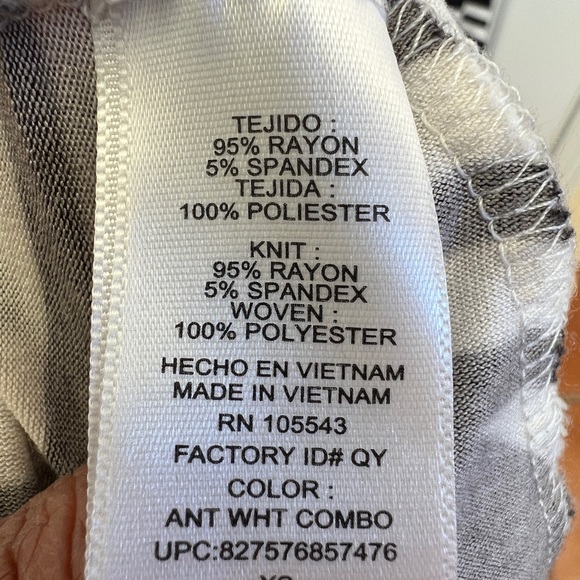 TEJIDO :
95% RAYON
5% SPANDEX
TEJIDA :
100% POLIESTER
KNIT :
95% RAYON
5% SPANDEX
WOVEN :
100% POLYESTER
HECHO EN VIETNAM
MADE IN VIETNAM
RN 105543
FACTORY ID# QY
COLOR :
ANT WHT COMBO
UPC:827576857476